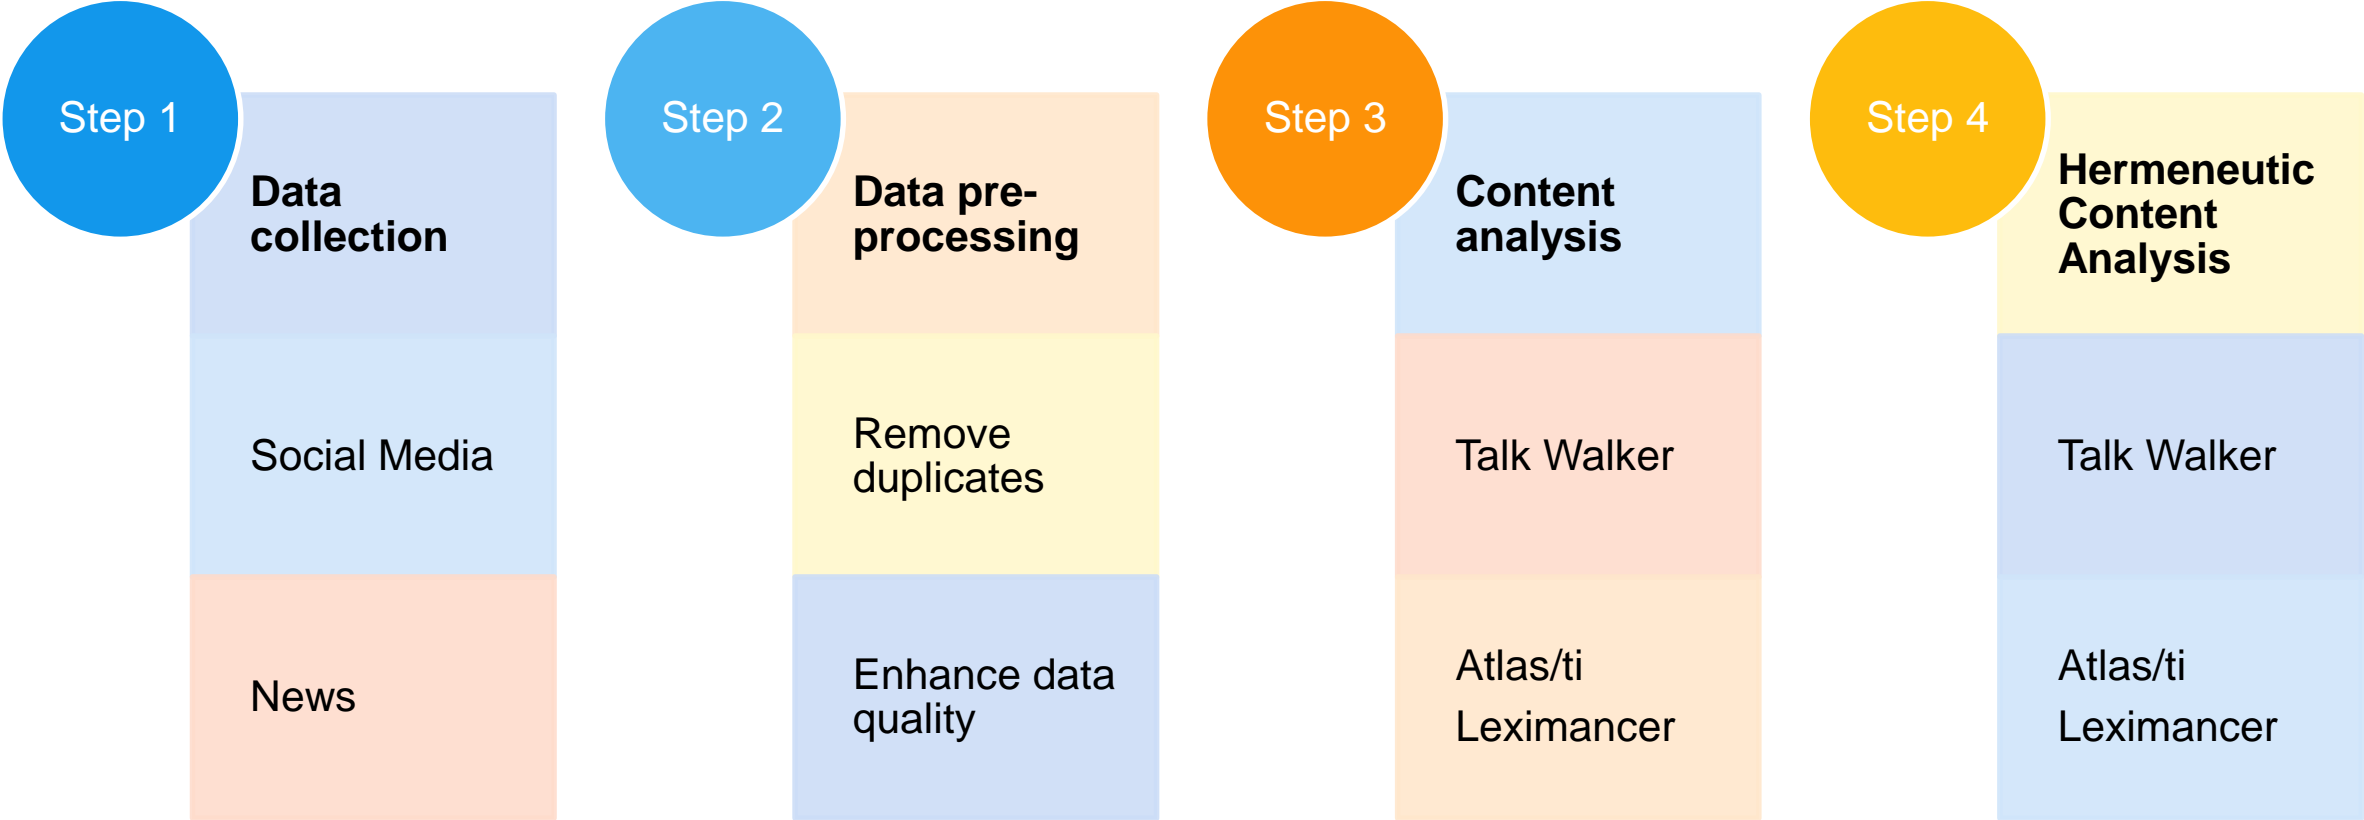 Step 1
Data
collection
Social Media
News
Step 2
Data pre-
processing
Remove
duplicates
Enhance data
quality
Step 3
Content
analysis
Talk Walker
Atlas/ti
Leximancer
Step 4
Hermeneutic
Content
Analysis
Talk Walker
Atlas/ti
Leximancer